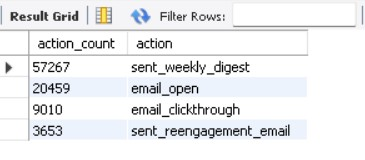 Result Grid Filter Rows:
action_count action
57267 sent_weekly_digest
20459 email_open
9010 email_clickthrough
3653 sent_reengagement_email